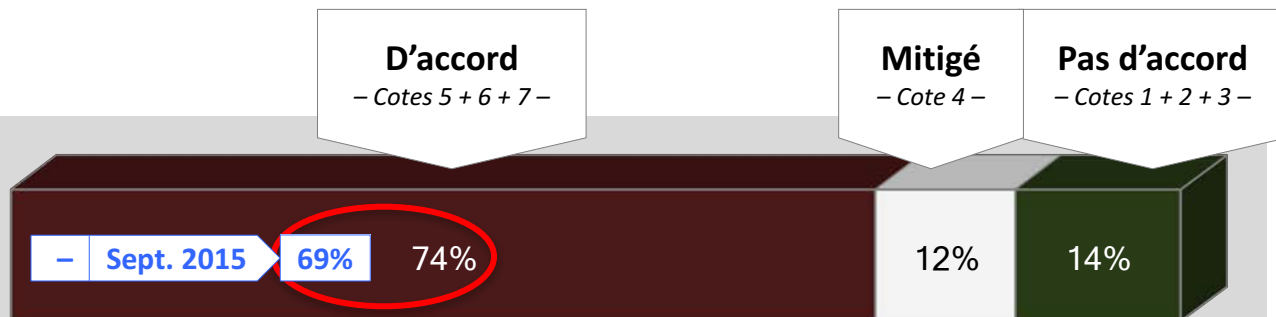 D’accord
– Cotes 5 + 6 + 7 –
Mitigé
– Cote 4 –
Pas d’accord
– Cotes 1 + 2 + 3 –
– Sept. 2015 69% 74% 12% 14%